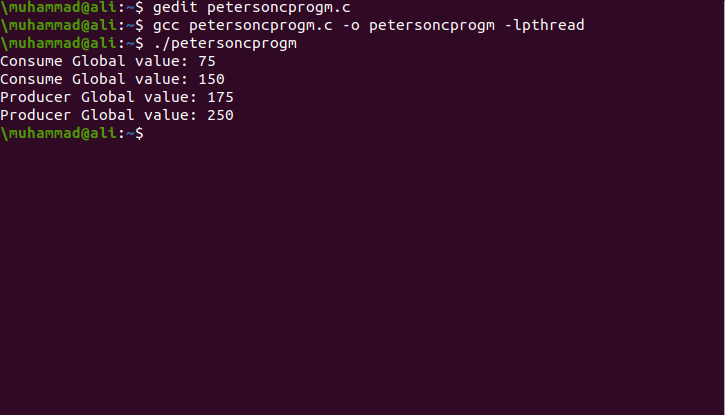 \muhammad@ali:~$ gedit petersoncprogm.c
\muhammad@ali:~$ gcc petersoncprogm.c -o petersoncprogm -lpthread
\muhammad@ali:~$ ./petersoncprogm
Consume Global value: 75
Consume Global value: 150
Producer Global value: 175
Producer Global value: 250
\muhammad@ali:~$